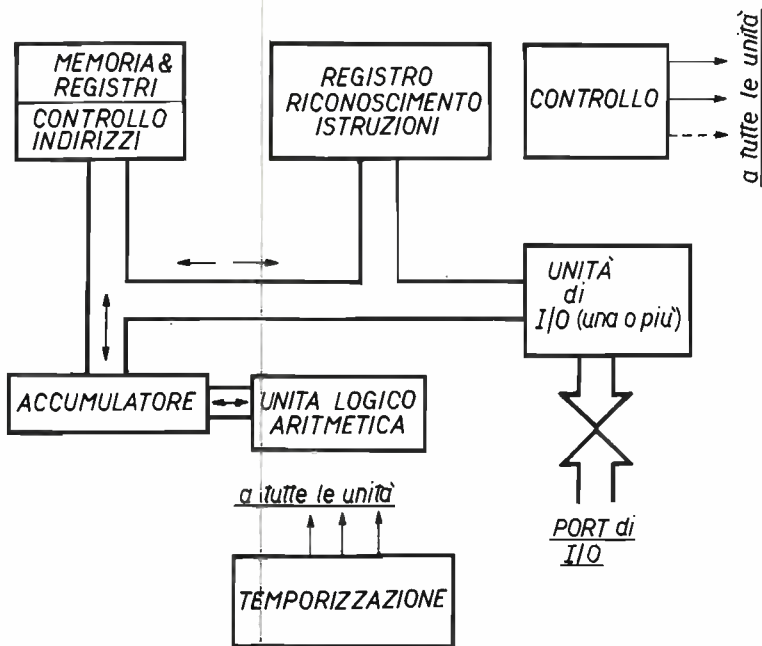 MEMORIA &
REGISTRI
CONTROLLO
INDIRIZZI
REGISTRO
RICONOSCIMENTO
ISTRUZIONI
CONTROLLO
a tutte le unità
UNITÀ
di
I/O (una o più)
ACCUMULATORE
UNITA LOGICO
ARITMETICA
a tutte le unità
PORT di
I/O
TEMPORIZZAZIONE